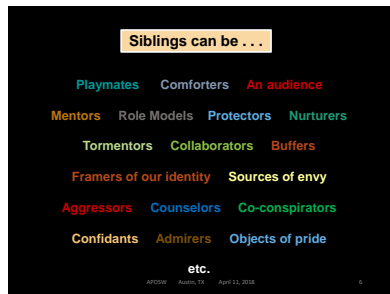 Siblings can be . . .
Playmates Comforters An audience
Mentors Role Models Protectors Nurturers
Tormentors Collaborators Buffers
Framers of our identity Sources of envy
Aggressors Counselors Co-conspirators
Confidants Admirers Objects of pride
etc.
APOSW Austin, TX April 11, 2018 6